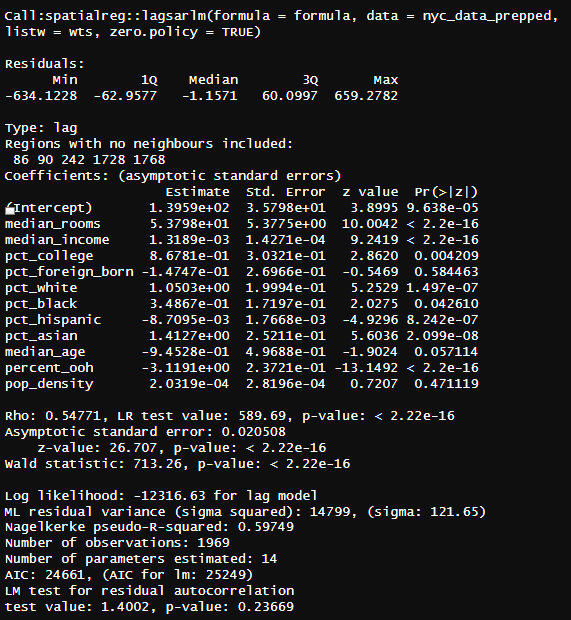 Call:spatialreg::lagsarlm(formula = formula, data = nyc_data_prepped,
listw = wts, zero.policy = TRUE)
Residuals:
Min 1Q Median 3Q Max
-634.1228 -62.9577 -1.1571 60.0997 659.2782
Type: lag
Regions with no neighbours included:
86 90 242 1728 1768
Coefficients: (asymptotic standard errors)
Estimate Std. Error z value Pr(>|z|)
(Intercept) 1.3959e+02 3.5798e+01 3.8995 9.638e-05
median_rooms 5.3798e+01 5.3775e+00 10.0042 < 2.2e-16
median_income 1.3189e-03 1.4271e-04 9.2419 < 2.2e-16
pct_college 8.6781e-01 3.0321e-01 2.8620 0.004209
pct_foreign_born -1.4747e-01 2.6966e-01 -0.5469 0.584463
pct_white 1.0503e+00 1.9994e-01 5.2529 1.497e-07
pct_black 3.4867e-01 1.7197e-01 2.0275 0.042610
pct_hispanic -8.7095e-03 1.7668e-03 -4.9296 8.242e-07
pct_asian 1.4127e+00 2.5211e-01 5.6036 2.099e-08
median_age -9.4528e-01 4.9688e-01 -1.9024 0.057114
percent_ooh -3.1191e+00 2.3721e-01 -13.1492 < 2.2e-16
pop_density 2.0319e-04 2.8196e-04 0.7207 0.471119
Rho: 0.54771, LR test value: 589.69, p-value: < 2.22e-16
Asymptotic standard error: 0.020508
z-value: 26.707, p-value: < 2.22e-16
Wald statistic: 713.26, p-value: < 2.22e-16
Log likelihood: -12316.63 for lag model
ML residual variance (sigma squared): 14799, (sigma: 121.65)
Nagelkerke pseudo-R-squared: 0.59749
Number of observations: 1969
Number of parameters estimated: 14
AIC: 24661, (AIC for lm: 25249)
LM test for residual autocorrelation
test value: 1.4002, p-value: 0.23669